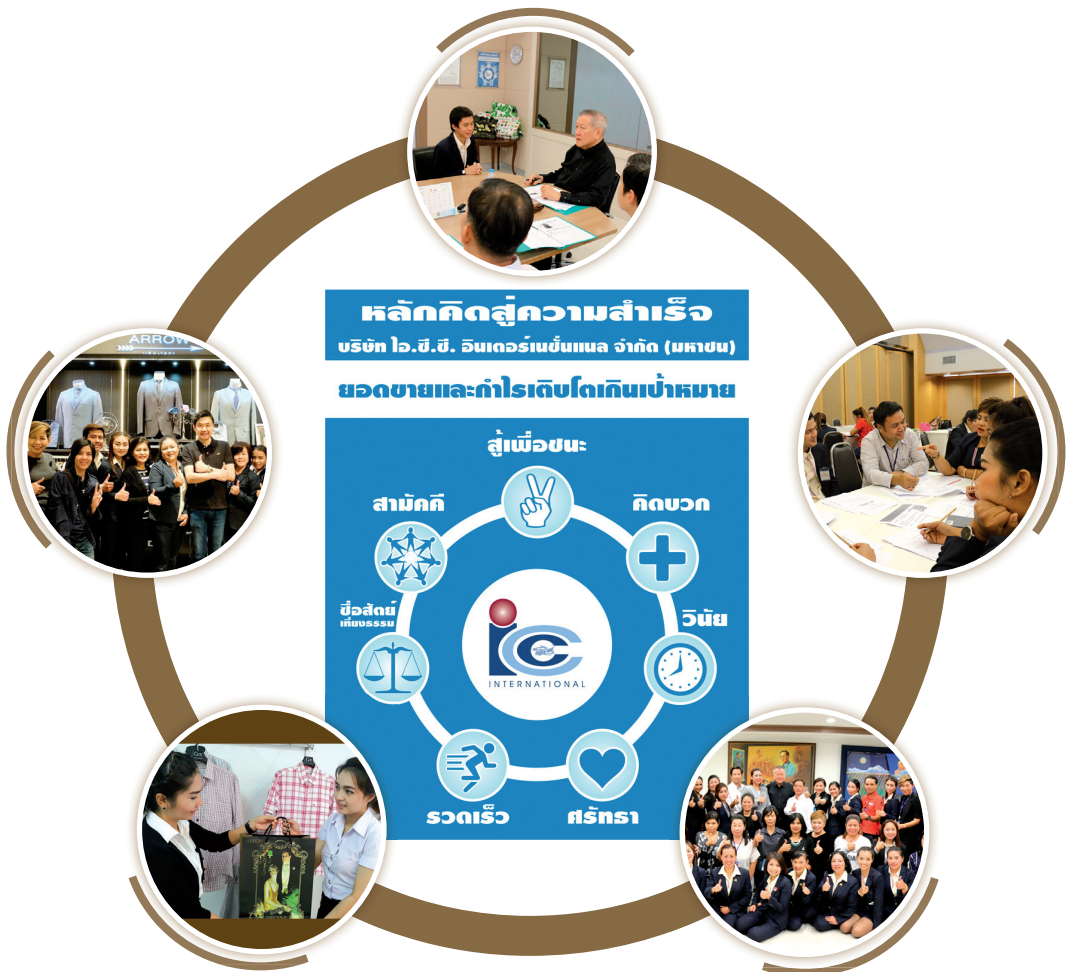 หลักคิดสู่ความสำเร็จ
บริษัท ไอ.ซี.ซี. อินเตอร์เนชั่นแนล จำกัด (มหาชน)
ยอดขายและกำไรเติบโตเกินเป้าหมาย
สู้เพื่อชนะ
สามัคคี
คิดบวก
ซื่อสัตย์
เที่ยงธรรม
วินัย
icc
INTERNATIONAL
รวดเร็ว
ศรัทธา
ARROW